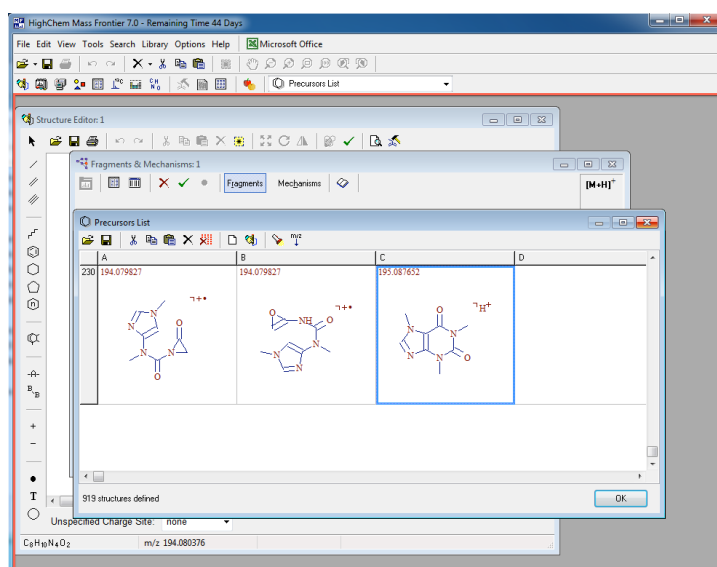 HighChem Mass Frontier 7.0 - Remaining Time 44 Days
File Edit View Tools Search Library Options Help Microsoft Office
Precursors List
Structure Editor: 1
Fragments & Mechanisms: 1
Fragments Mechanisms
[M+H]+
Precursors List
m/z
A B C D
230 194.079827 194.079827 195.087652
919 structures defined
OK
T
Unspecified Charge Site: none
C8H10N4O2 m/z 194.080376